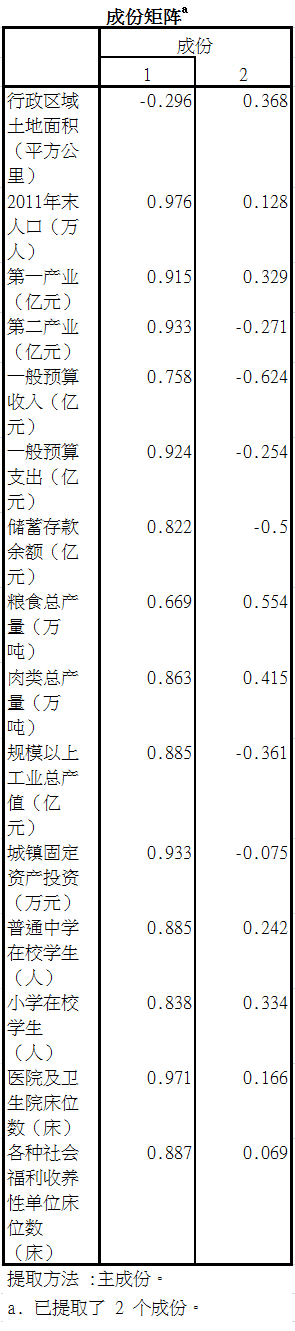 成份矩阵a
成份
1 2
行政区域 -0.296 0.368
土地面积
（平方公
里）
2011年末 0.976 0.128
人口（万
人）
第一产业 0.915 0.329
（亿元）
第二产业 0.933 -0.271
（亿元）
一般预算 0.758 -0.624
收入（亿
元）
一般预算 0.924 -0.254
支出（亿
元）
储蓄存款 0.822 -0.5
余额（亿
元）
粮食总产 0.669 0.554
量（万
吨）
肉类总产 0.863 0.415
量（万
吨）
规模以上 0.885 -0.361
工业总产
值（亿
元）
城镇固定 0.933 -0.075
资产投资
（万元）
普通中学 0.885 0.242
在校学生
（人）
小学在校 0.838 0.334
学生
（人）
医院及卫 0.971 0.166
生院床位
数（床）
各种社会 0.887 0.069
福利收养
性单位床
位数
（床）
提取方法 :主成份。
a. 已提取了 2 个成份。